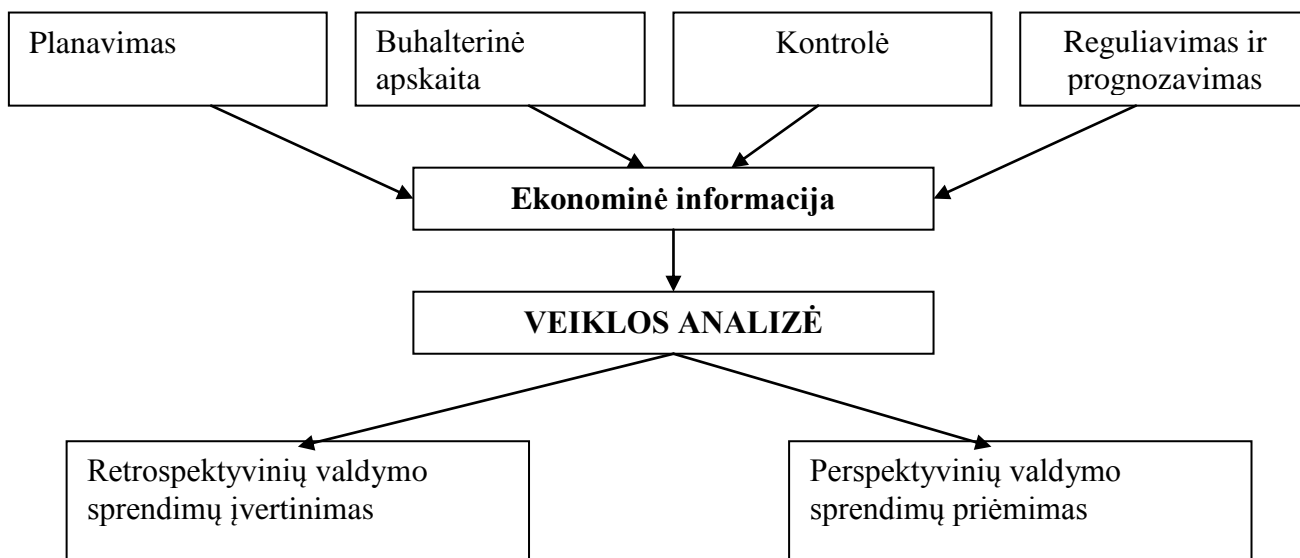 Planavimas
Buhalterinė
apskaita
Kontrolė
Reguliavimas ir
prognozavimas
Ekonominė informacija
VEIKLOS ANALIZĖ
Retrospektyvinių valdymo
sprendimų įvertinimas
Perspektyvinių valdymo
sprendimų priėmimas